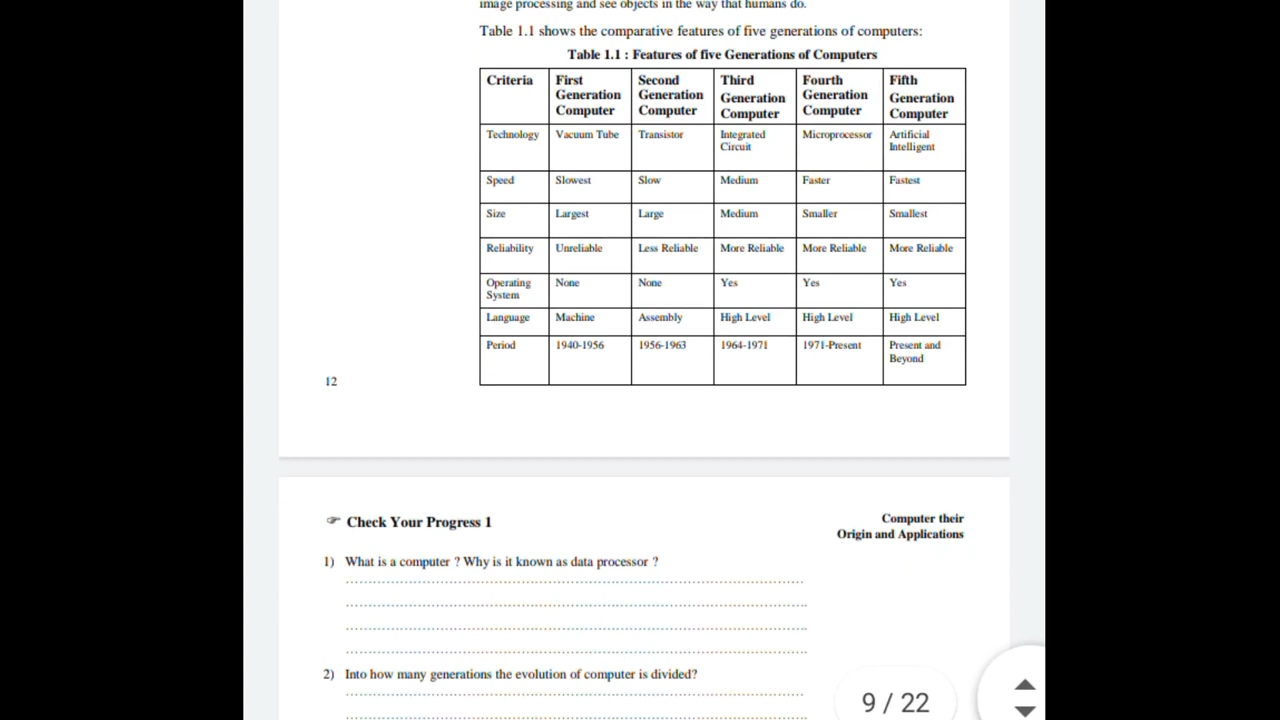 image processing and see objects in the way that humans do.
Table 1.1 shows the comparative features of five generations of computers:
Table 1.1 : Features of five Generations of Computers
Criteria First Generation Computer Second Generation Computer Third Generation Computer Fourth Generation Computer Fifth Generation Computer
Technology Vacuum Tube Transistor Integrated Circuit Microprocessor Artificial Intelligent
Speed Slowest Slow Medium Faster Fastest
Size Largest Large Medium Smaller Smallest
Reliability Unreliable Less Reliable More Reliable More Reliable More Reliable
Operating System None None Yes Yes Yes
Language Machine Assembly High Level High Level High Level
Period 1940-1956 1956-1963 1964-1971 1971-Present Present and Beyond
12
☞ Check Your Progress 1
Computer their
Origin and Applications
1) What is a computer ? Why is it known as data processor ?
2) Into how many generations the evolution of computer is divided?
9 / 22